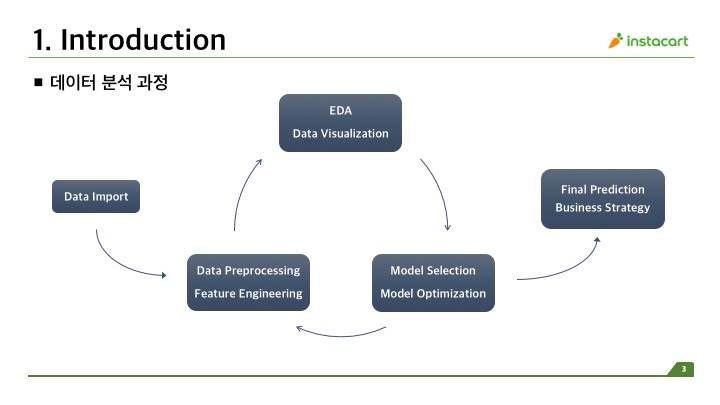 1. Introduction
instacart
■ 데이터 분석 과정
EDA
Data Visualization
Data Import
Final Prediction
Business Strategy
Data Preprocessing
Feature Engineering
Model Selection
Model Optimization
3